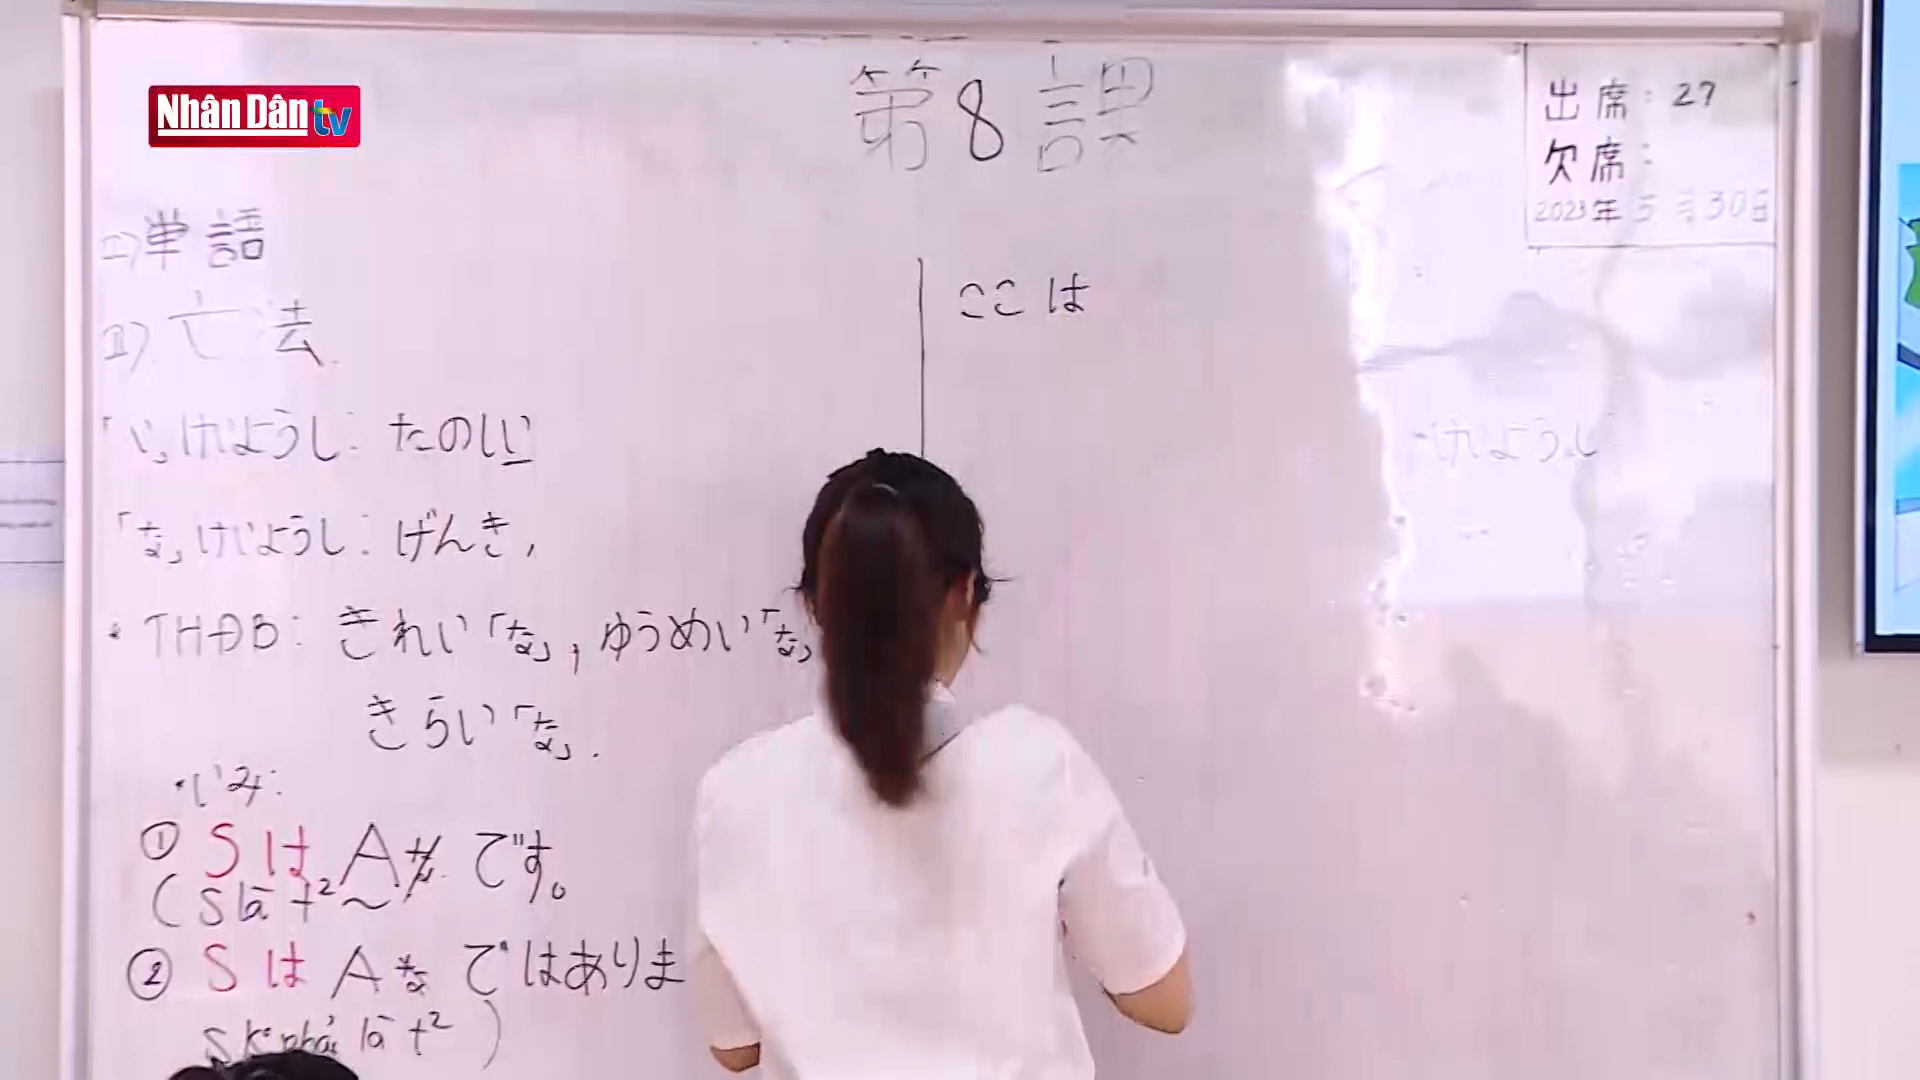 Nhân Dân tv
第8課
出席: 27
欠席:
2023年5月30日
I) 単語
II) 文法
「い」けいようし: たのしい
「な」けいようし: げんき,
• THĐB: きれい「な」, ゆうめい「な」
きらい「な」.
• いみ:
① SはAな です。
(S là t² ~
② SはAな ではありま
S k° phải là t² )
ここは
けいようし